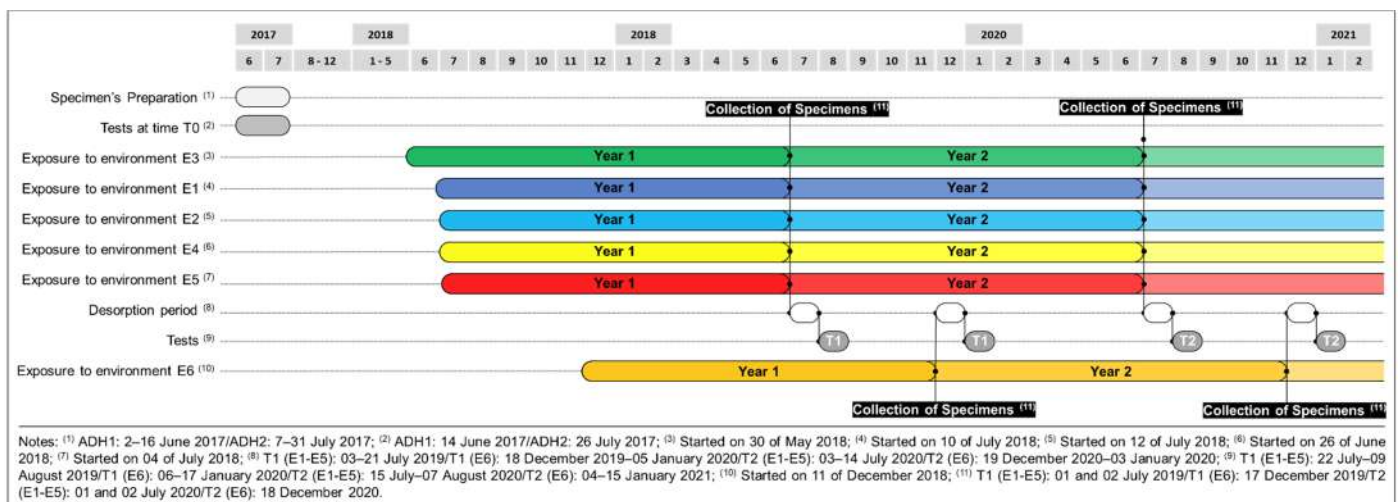 2017 2018 2018 2020 2021
6 7 8 - 12 1 - 5 6 7 8 9 10 11 12 1 2 3 4 5 6 7 8 9 10 11 12 1 2 3 4 5 6 7 8 9 10 11 12 1 2
Specimen's Preparation (1)
Collection of Specimens (11) Collection of Specimens (11)
Tests at time T0 (2)
Exposure to environment E3 (3) Year 1 Year 2
Exposure to environment E1 (4) Year 1 Year 2
Exposure to environment E2 (5) Year 1 Year 2
Exposure to environment E4 (6) Year 1 Year 2
Exposure to environment E5 (7) Year 1 Year 2
Desorption period (8)
Tests (9) T1 T1 T2 T2
Exposure to environment E6 (10) Year 1 Year 2
Collection of Specimens (11) Collection of Specimens (11)
Notes: (1) ADH1: 2–16 June 2017/ADH2: 7–31 July 2017; (2) ADH1: 14 June 2017/ADH2: 26 July 2017; (3) Started on 30 of May 2018; (4) Started on 10 of July 2018; (5) Started on 12 of July 2018; (6) Started on 26 of June
2018; (7) Started on 04 of July 2018; (8) T1 (E1-E5): 03–21 July 2019/T1 (E6): 18 December 2019–05 January 2020/T2 (E1-E5): 03–14 July 2020/T2 (E6): 19 December 2020–03 January 2020; (9) T1 (E1-E5): 22 July–09
August 2019/T1 (E6): 06–17 January 2020/T2 (E1-E5): 15 July–07 August 2020/T2 (E6): 04–15 January 2021; (10) Started on 11 of December 2018; (11) T1 (E1-E5): 01 and 02 July 2019/T1 (E6): 17 December 2019/T2
(E1-E5): 01 and 02 July 2020/T2 (E6): 18 December 2020.